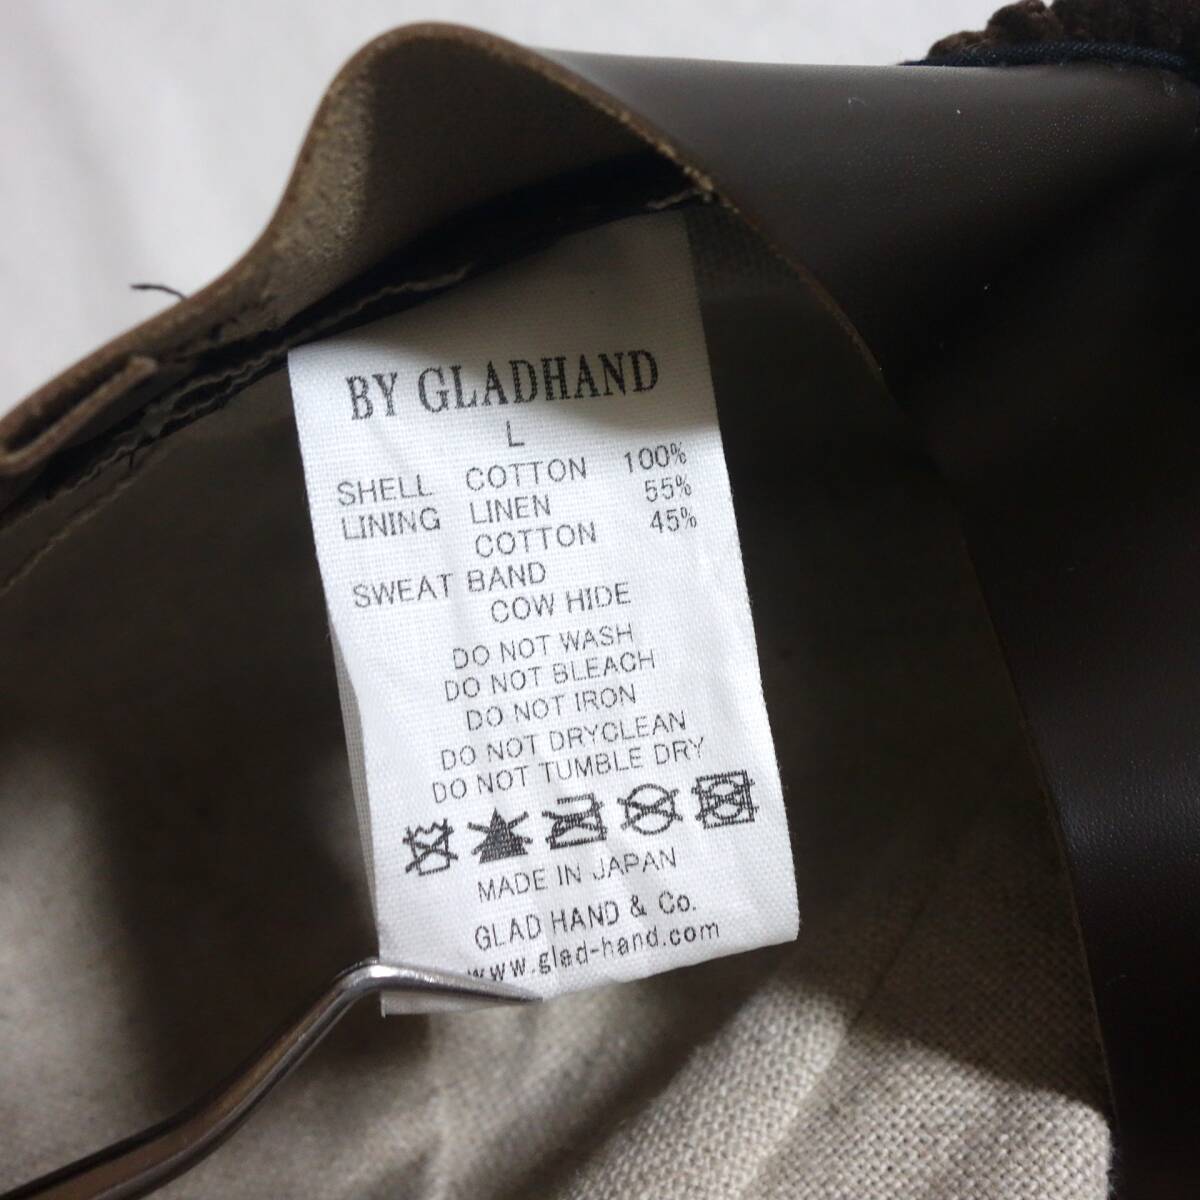 BY GLADHAND
L
SHELL COTTON 100%
LINING LINEN 55%
COTTON 45%
SWEAT BAND
COW HIDE
DO NOT WASH
DO NOT BLEACH
DO NOT IRON
DO NOT DRYCLEAN
DO NOT TUMBLE DRY
MADE IN JAPAN
GLAD HAND & Co.
www.glad-hand.com